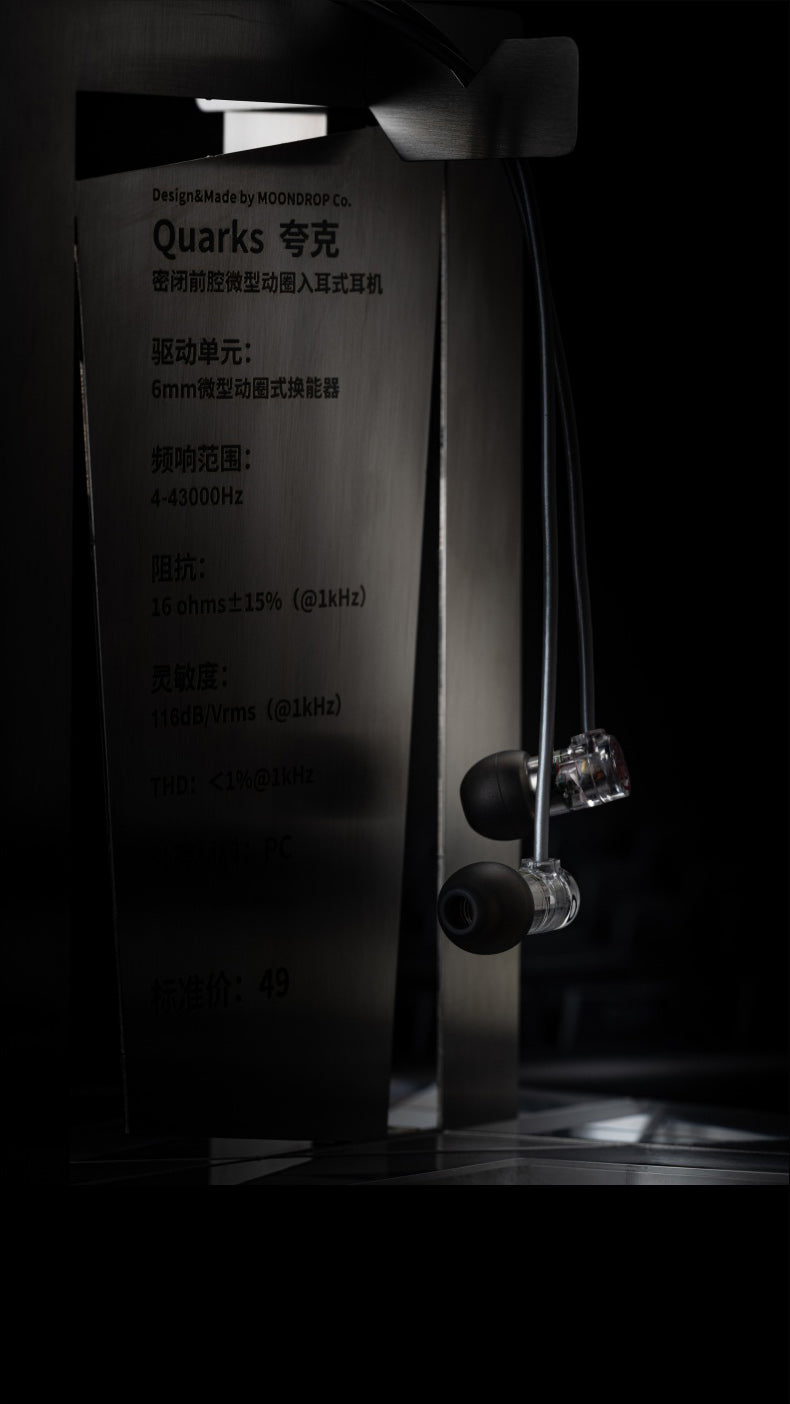 Design&Made by MOONDROP Co.
Quarks 夸克
密闭前腔微型动圈入耳式耳机
驱动单元：
6mm微型动圈式换能器
频响范围：
4-43000Hz
阻抗：
16 ohms±15%（@1kHz）
灵敏度：
116dB/Vrms（@1kHz）
THD：＜1%@1kHz
PC
标准价：49